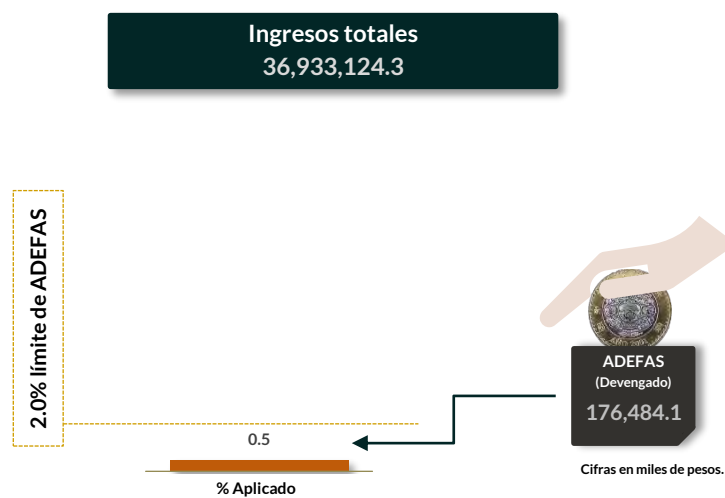 Ingresos totales
36,933,124.3
2.0% límite de ADEFAS
ADEFAS
(Devengado)
176,484.1
0.5
% Aplicado
Cifras en miles de pesos.